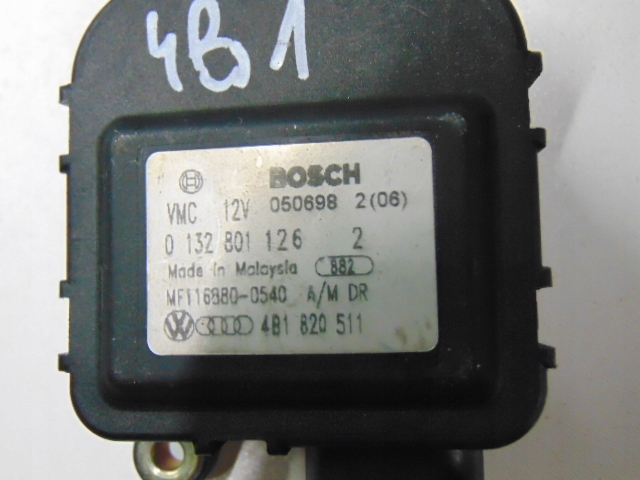 4B1
BOSCH
VMC 12V 050698 2(06)
0 132 801 126 2
Made in Malaysia 882
MF116880-0540 A/M DR
4B1 820 511